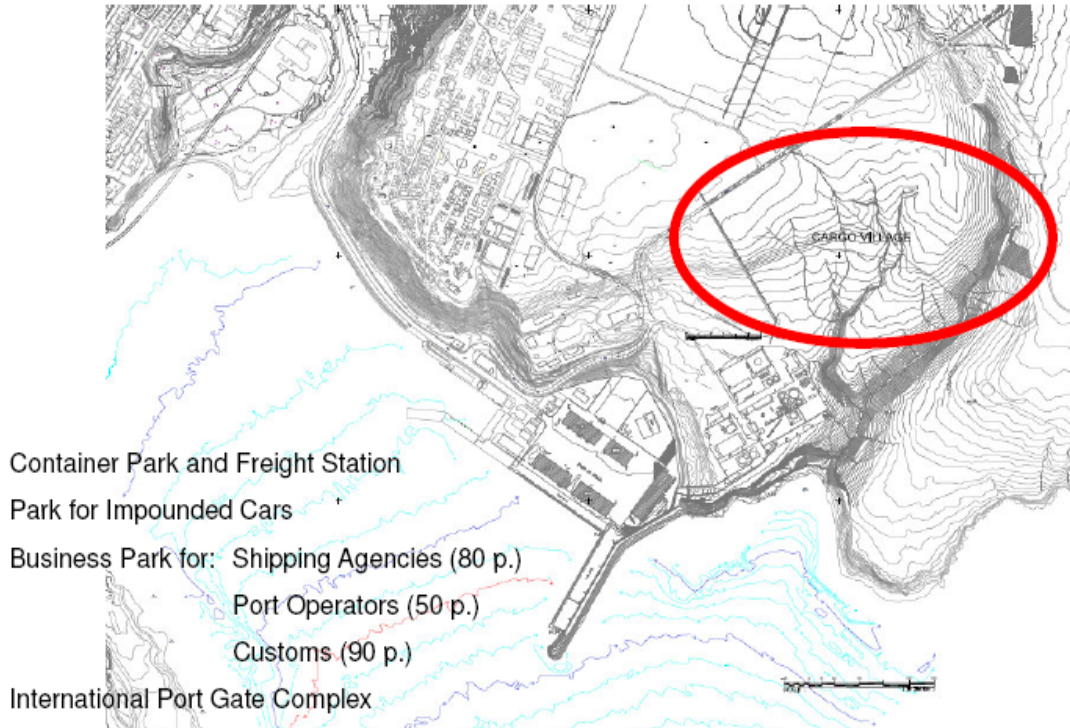 CARGO VILLAGE
Container Park and Freight Station
Park for Impounded Cars
Business Park for: Shipping Agencies (80 p.)
Port Operators (50 p.)
Customs (90 p.)
International Port Gate Complex